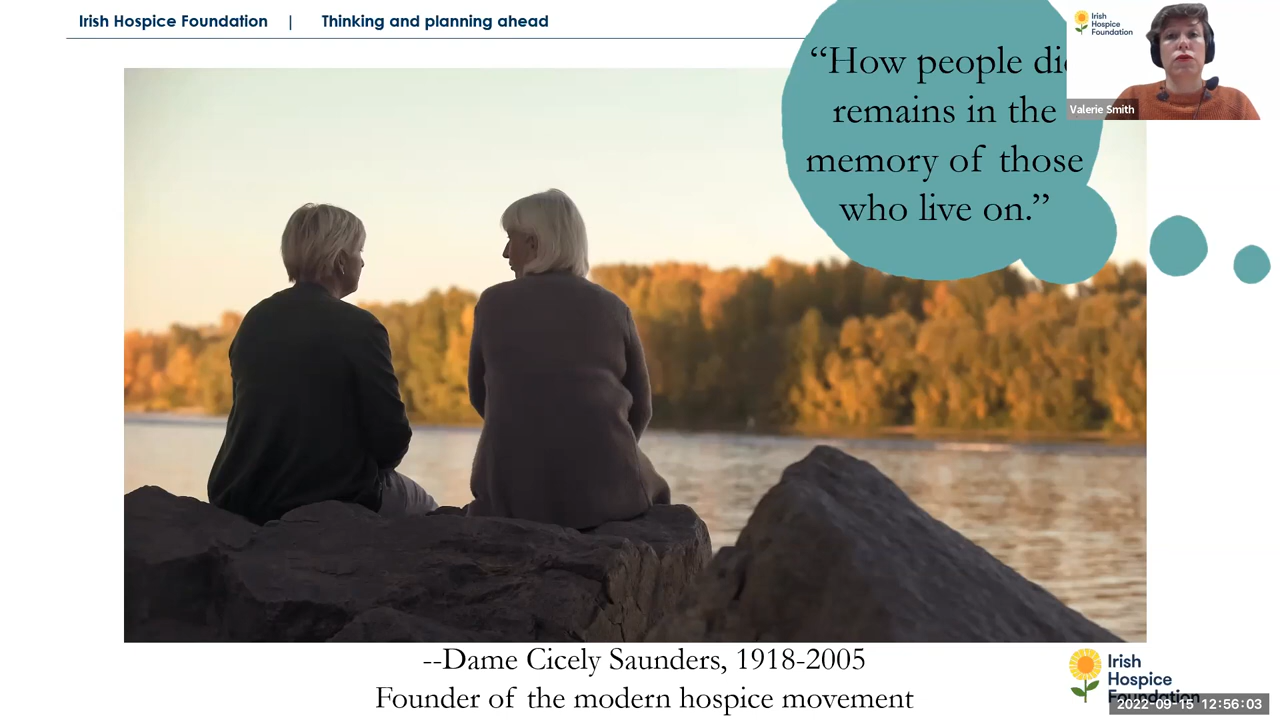 Irish Hospice Foundation | Thinking and planning ahead
“How people
remains in the
memory of those
who live on.”
Irish
Hospice
Foundation
Valerie Smith
--Dame Cicely Saunders, 1918-2005
Founder of the modern hospice movement
Irish
Hospice
Foundation
2022-09-15 12:56:03